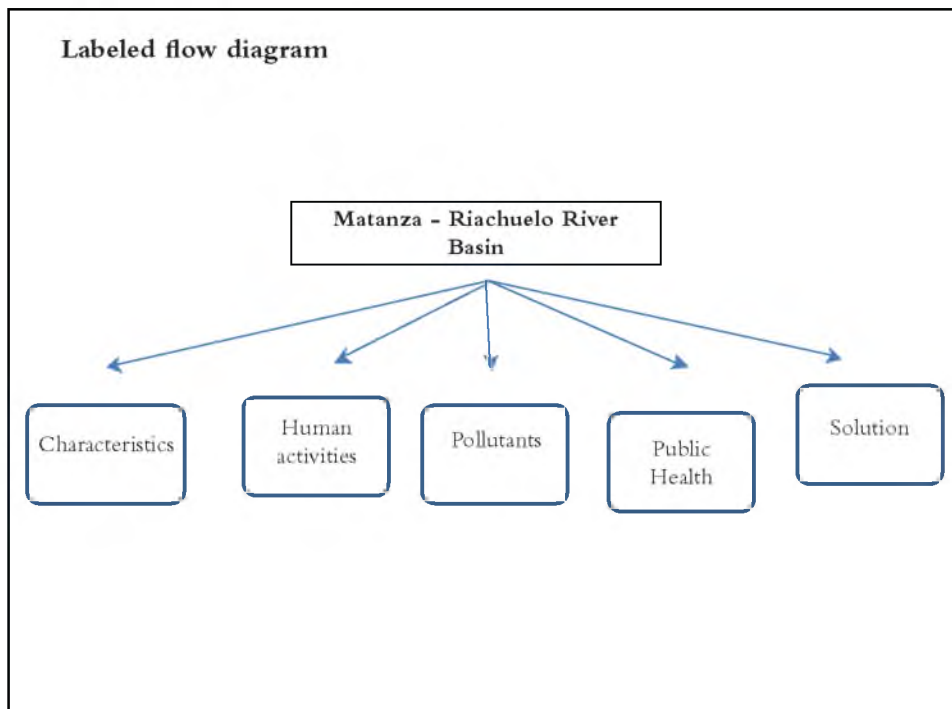 Labeled flow diagram
Matanza - Riachuelo River
Basin
Characteristics
Human
activities
Pollutants
Public
Health
Solution